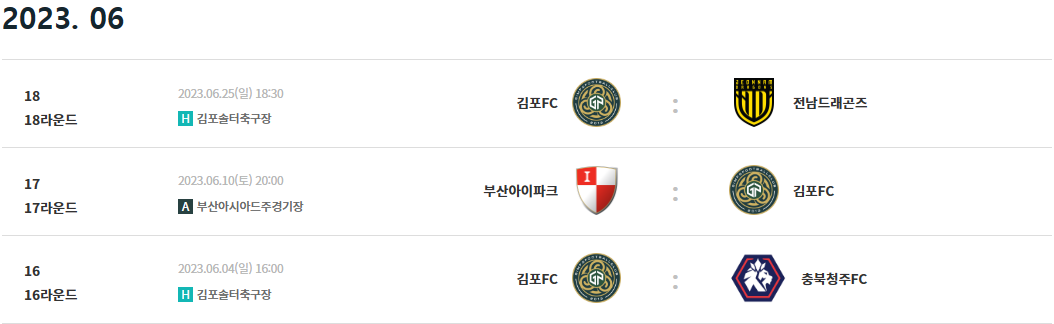 2023. 06
18
18라운드
2023.06.25(일) 18:30
H 김포솔터축구장
김포FC : 전남드래곤즈
17
17라운드
2023.06.10(토) 20:00
A 부산아시아드주경기장
부산아이파크 : 김포FC
16
16라운드
2023.06.04(일) 16:00
H 김포솔터축구장
김포FC : 충북청주FC